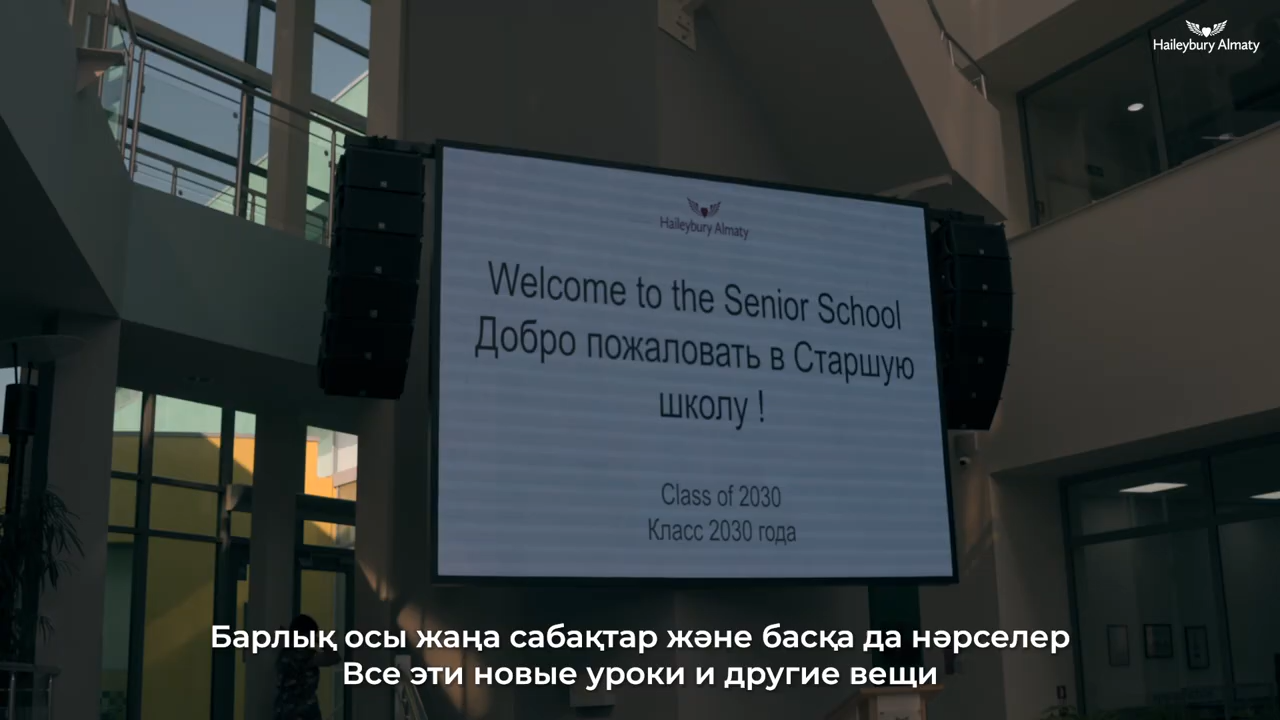 Haileybury Almaty
Haileybury Almaty
Welcome to the Senior School
Добро пожаловать в Старшую
школу !
Class of 2030
Класс 2030 года
Барлық осы жаңа сабақтар және басқа да нәрселер
Все эти новые уроки и другие вещи